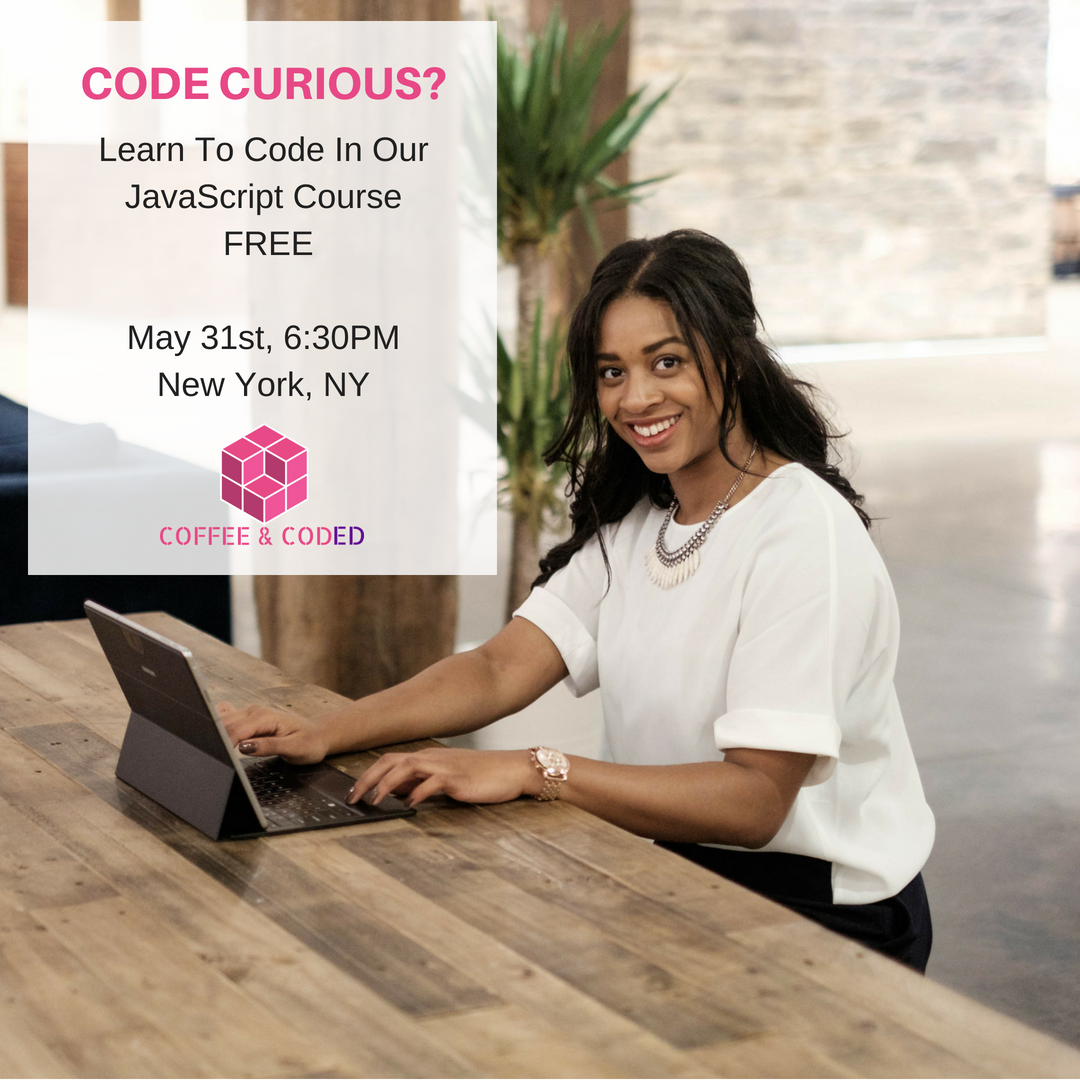 CODE CURIOUS?
Learn To Code In Our
JavaScript Course
FREE
May 31st, 6:30PM
New York, NY
COFFEE & CODED